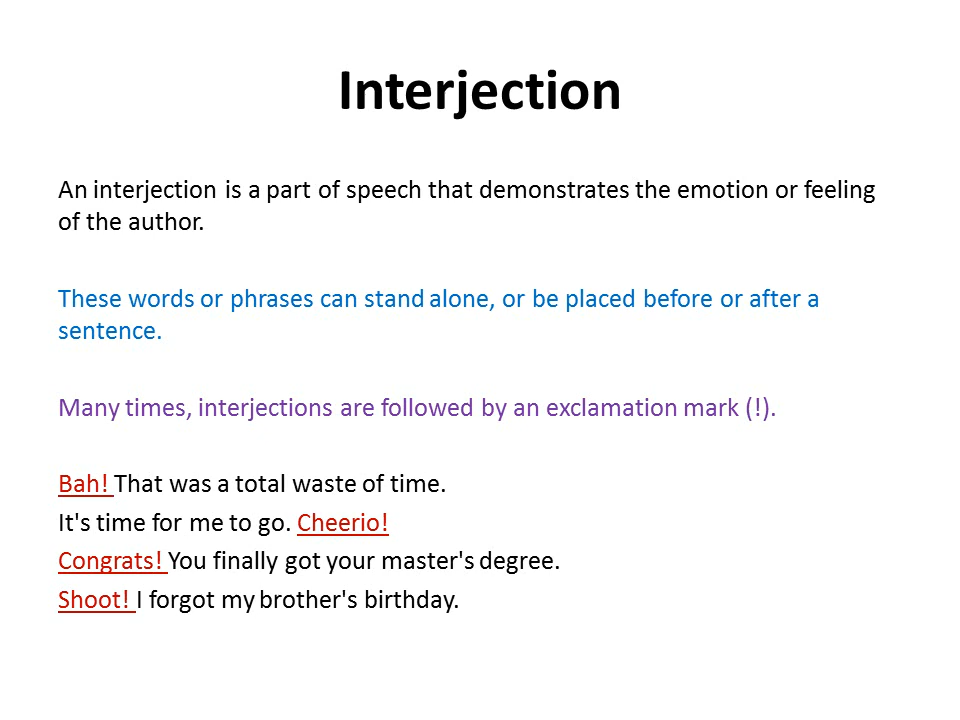 Interjection
An interjection is a part of speech that demonstrates the emotion or feeling
of the author.
These words or phrases can stand alone, or be placed before or after a
sentence.
Many times, interjections are followed by an exclamation mark (!).
Bah! That was a total waste of time.
It's time for me to go. Cheerio!
Congrats! You finally got your master's degree.
Shoot! I forgot my brother's birthday.